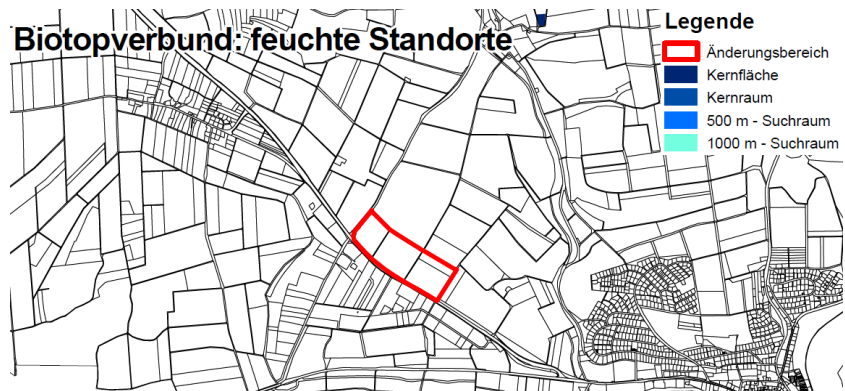 Biotopverbund: feuchte Standorte
Legende
Änderungsbereich
Kernfläche
Kernraum
500 m - Suchraum
1000 m - Suchraum